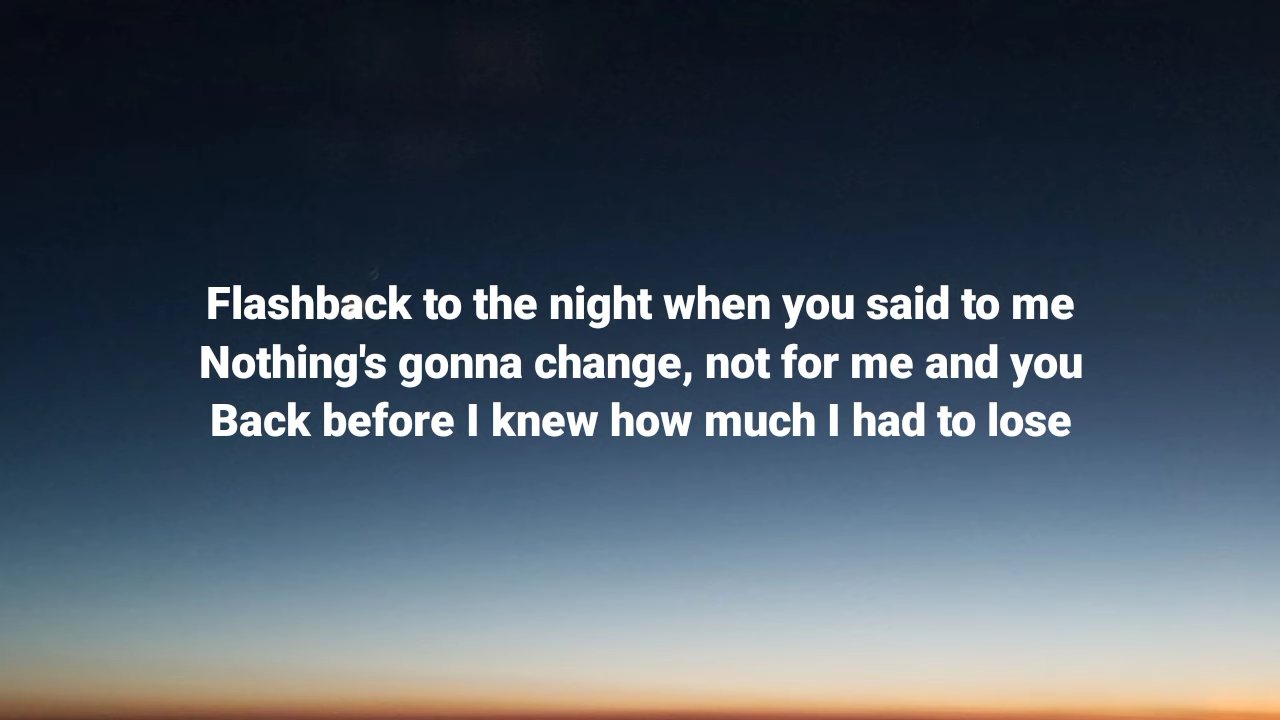 Flashback to the night when you said to me
Nothing's gonna change, not for me and you
Back before I knew how much I had to lose